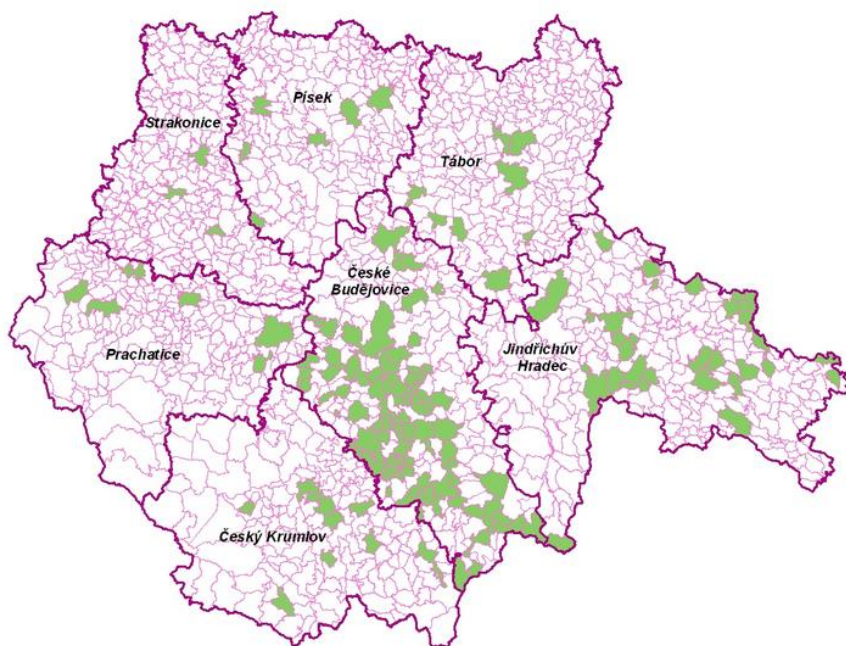 Písek
Strakonice
Tábor
České
Budějovice
Prachatice
Jindřichův
Hradec
Český Krumlov